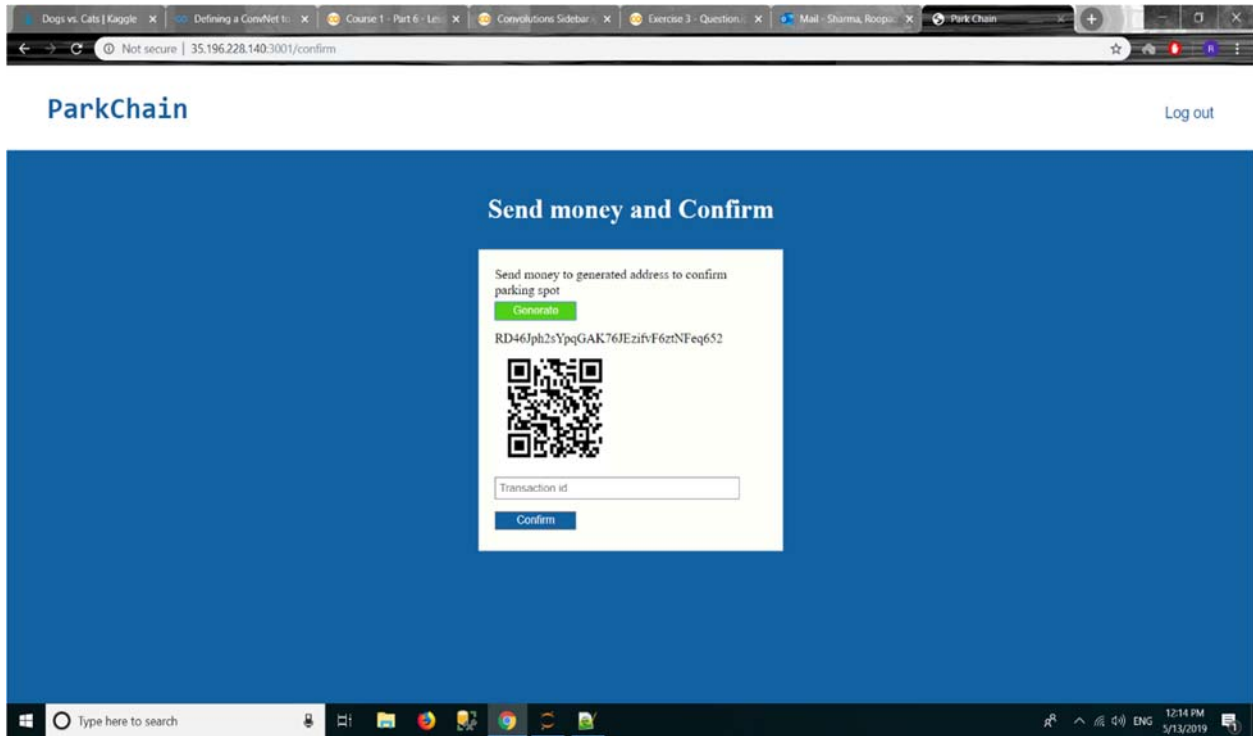 Dogs vs. Cats | Kaggle
Defining a ConvNet to
Course 1 - Part 6 - Les
Convolutions Sidebar
Exercise 3 - Question
Mail - Sharma, Roopa
Park Chain
Not secure | 35.196.228.140:3001/confirm
R
ParkChain
Log out
Send money and Confirm
Send money to generated address to confirm
parking spot
Generate
RD46Jph2sYpqGAK76JEzifvF6ztNFeq652
Transaction id
Confirm
Type here to search
ENG
12:14 PM
5/13/2019